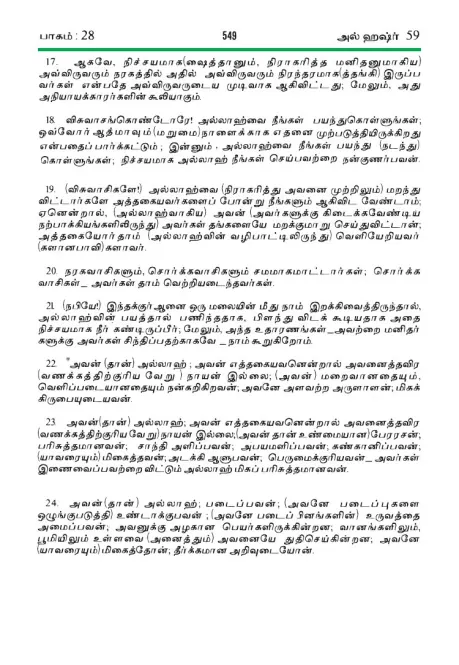 பாகம் : 28 549 அல் ஹஷ்ர் 59
17. ஆகவே, நிச்சயமாக(ஷைத்தானும், நிராகரித்த மனிதனுமாகிய)
அவ்விருவரும் நரகத்தில் அதில் அவ்விருவரும் நிரந்தரமாக(தங்கி) இருப்ப
வர்கள் என்பதே அவ்விருவருடைய முடிவாக ஆகிவிட்டது; மேலும், அது
அநியாயக்காரர்களின் கூலியாகும்.
18. விசுவாசங்கொண்டோரே! அல்லாஹ்வை நீங்கள் பயந்துகொள்ளுங்கள்;
ஒவ்வோர் ஆத்மாவும்(மறுமை)நாளைக்காக எதனை முற்படுத்தியிருக்கிறது
என்பதைப் பார்க்கட்டும் ; இன்னும் , அல்லாஹ்வை நீங்கள் பயந்து (நடந்து)
கொள்ளுங்கள்; நிச்சயமாக அல்லாஹ் நீங்கள் செய்பவற்றை நன்குணர்பவன்.
19. (விசுவாசிகளே!) அல்லாஹ்வை (நிராகரித்து அவனை முற்றிலும்) மறந்து
விட்டார்களே அத்தகையவர்களைப் போன்று நீங்களும் ஆகிவிட வேண்டாம்;
ஏனென்றால், (அல்லாஹ்வாகிய) அவன் (அவர்களுக்கு கிடைக்கவேண்டிய
நற்பாக்கியங்களிலிருந்து) அவர்கள் தங்களையே மறக்குமாறு செய்துவிட்டான்;
அத்தகையோர்தாம் (அல்லாஹ்வின் வழிபாட்டிலிருந்து) வெளியேறியவர்
(களானபாவி)களாவர்.
20. நரகவாசிகளும், சொர்க்கவாசிகளும் சமமாகமாட்டார்கள்; சொர்க்க
வாசிகள்_ அவர்கள் தாம் வெற்றியடைந்தவர்கள்.
21. (நபியே!) இந்தக்குர்ஆனை ஒரு மலையின் மீது நாம் இறக்கிவைத்திருந்தால்,
அல்லாஹ்வின் பயத்தால் பணிந்ததாக, பிளந்து விடக் கூடியதாக அதை
நிச்சயமாக நீர் கண்டிருப்பீர்; மேலும், அந்த உதாரணங்கள்_அவற்றை மனிதர்
களுக்கு அவர்கள் சிந்திப்பதற்காகவே _ நாம் கூறுகிறோம்.
22. *அவன் (தான்) அல்லாஹ் ; அவன் எத்தகையவனென்றால் அவனைத்தவிர
(வணக்கத்திற்குரிய வேறு ) நாயன் இல்லை; (அவன்) மறைவானதையும்,
வெளிப்படையானதையும் நன்கறிகிறவன்; அவனே அளவற்ற அருளாளன்; மிகக்
கிருபையுடையவன்.
23 அவன்(தான்) அல்லாஹ்; அவன் எத்தகையவனென்றால் அவனைத்தவிர
(வணக்கத்திற்குரிய வேறு)நாயன் இல்லை;(அவன் தான் உண்மையான)பேரரசன்;
பரிசுத்தமானவன்; சாந்தி அளிப்பவன்; அபயமளிப்பவன்; கண்காணிப்பவன்;
(யாவரையும்) மிகைத்தவன்; அடக்கி ஆளுபவன்; பெருமைக்குரியவன்_ அவர்கள்
இணைவைப்பவற்றை விட்டும் அல்லாஹ் மிகப் பரிசுத்தமானவன்.
24. அவன்(தான்) அல்லாஹ்; படைப்பவன்; (அவனே படைப்புகளை
ஒழுங்குபடுத்தி) உண்டாக்குபவன் ; (அவனே படைப் பினங்களின்) உருவத்தை
அமைப்பவன்; அவனுக்கு அழகான பெயர்களிருக்கின்றன; வானங்களிலும்,
பூமியிலும் உள்ளவை (அனைத்தும்) அவனையே துதிசெய்கின்றன; அவனே
(யாவரையும்) மிகைத்தோன்; தீர்க்கமான அறிவுடையோன்.